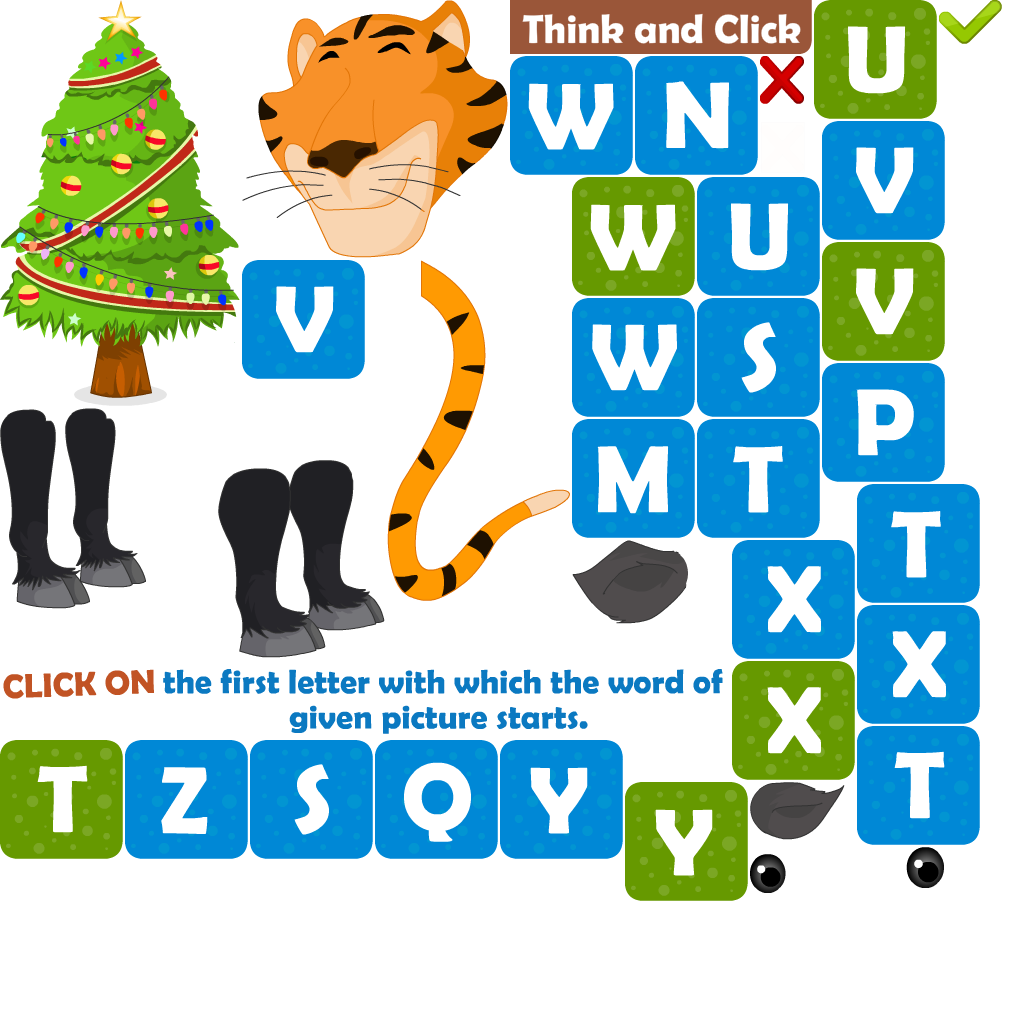 Think and Click
U
W N
V
W U
V
V
W S
P
M T
T
X
X
CLICK ON the first letter with which the word of
given picture starts.
X
T
T Z S Q Y
Y